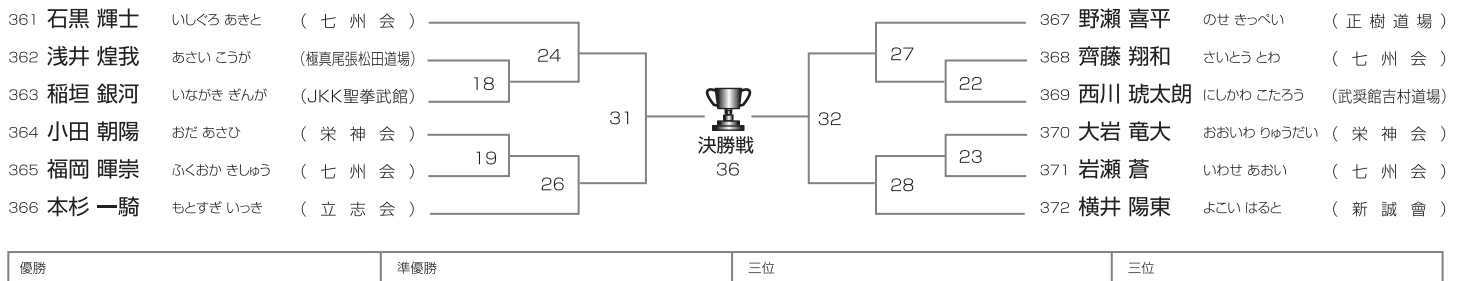 361 石黒 輝士 いしぐろ あきと （七州会）
362 浅井 煌我 あさい こうが （極真尾張松田道場）
363 稲垣 銀河 いながき ぎんが （JKK聖拳武館）
364 小田 朝陽 おだ あさひ （栄神会）
365 福岡 暉崇 ふくおか きしゅう （七州会）
366 本杉 一騎 もとすぎ いっき （立志会）
24
18
31
19
26
決勝戦
36
27
22
32
23
28
367 野瀬 喜平 のせ きっぺい （正樹道場）
368 齊藤 翔和 さいとう とわ （七州会）
369 西川 琥太朗 にしかわ こたろう （武奨館吉村道場）
370 大岩 竜大 おおいわ りゅうだい （栄神会）
371 岩瀬 蒼 いわせ あおい （七州会）
372 横井 陽東 よこい はると （新誠會）
優勝 準優勝 三位 三位